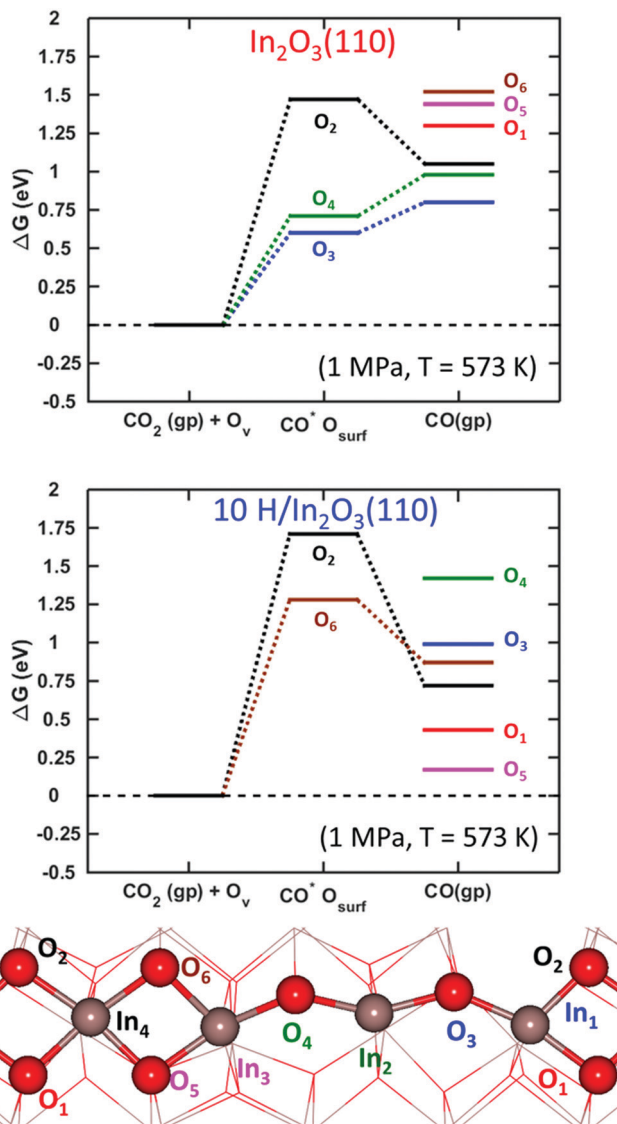 In₂O₃(110)
ΔG (eV)
2
1.75
1.5
1.25
1
0.75
0.5
0.25
0
-0.25
-0.5
O₂
O₄
O₃
O₆
O₅
O₁
(1 MPa, T = 573 K)
CO₂ (gp) + Oᵥ
CO* O_surf
CO(gp)
10 H/In₂O₃(110)
ΔG (eV)
2
1.75
1.5
1.25
1
0.75
0.5
0.25
0
-0.25
-0.5
O₂
O₆
O₄
O₃
O₁
O₅
(1 MPa, T = 573 K)
CO₂ (gp) + Oᵥ
CO* O_surf
CO(gp)
O₂
O₆
O₂
In₄
O₄
O₃
In₁
In₂
In₃
O₁
O₅
O₁